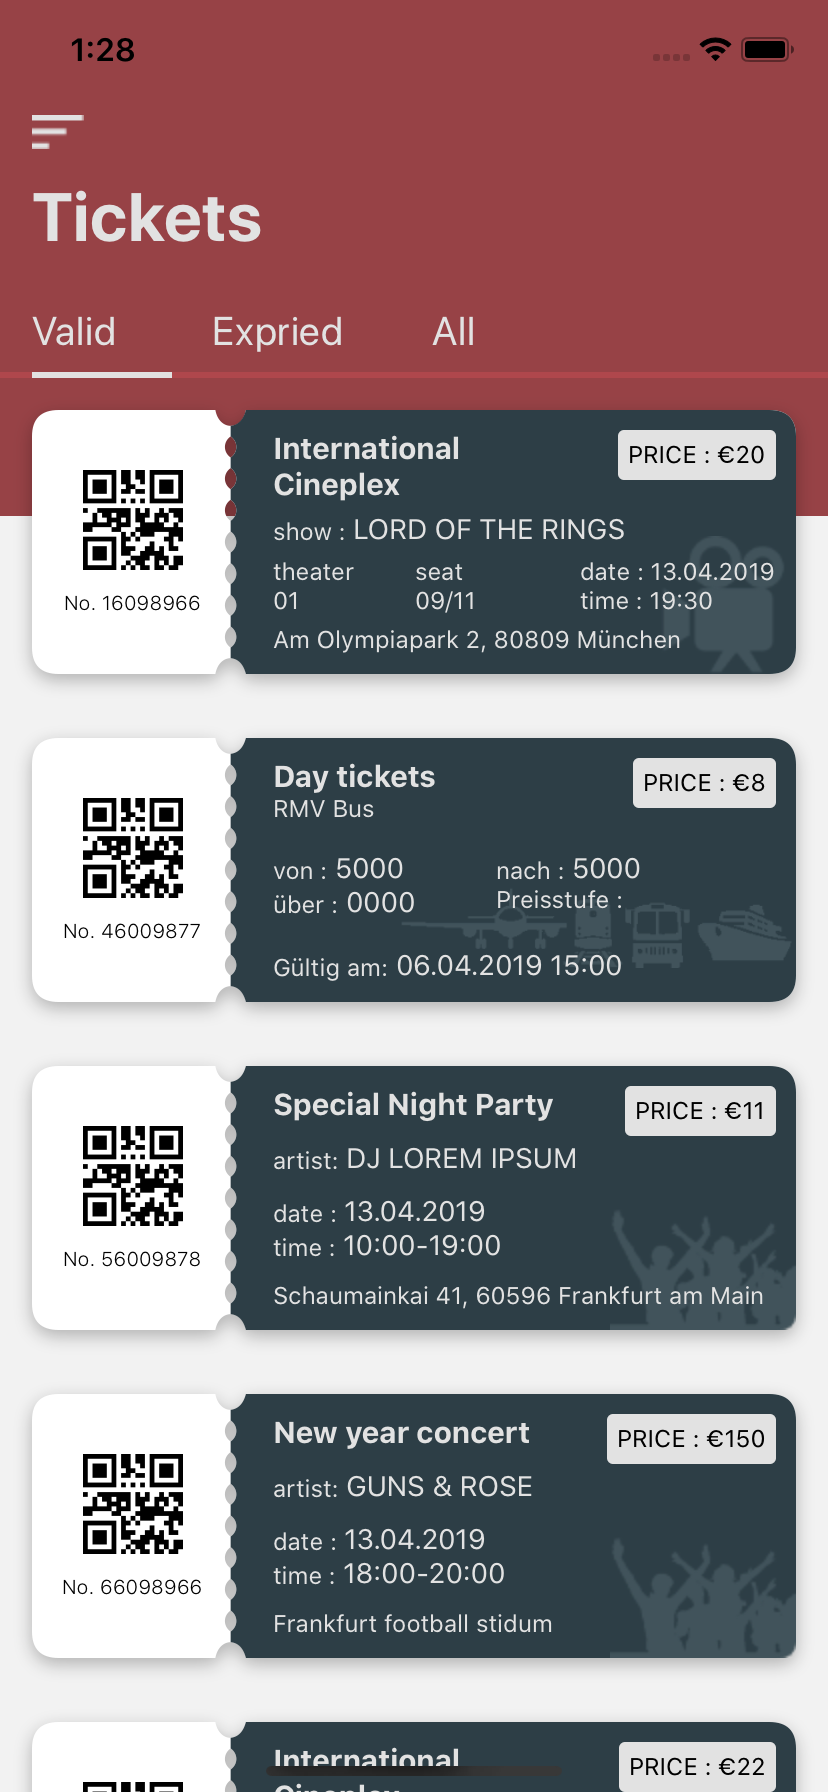 1:28
Tickets
Valid Expried All
International
Cineplex
PRICE : €20
show : LORD OF THE RINGS
theater seat date : 13.04.2019
01 09/11 time : 19:30
Am Olympiapark 2, 80809 München
No. 16098966
Day tickets
RMV Bus
PRICE : €8
von : 5000 nach : 5000
über : 0000 Preisstufe :
Gültig am: 06.04.2019 15:00
No. 46009877
Special Night Party
PRICE : €11
artist: DJ LOREM IPSUM
date : 13.04.2019
time : 10:00-19:00
Schaumainkai 41, 60596 Frankfurt am Main
No. 56009878
New year concert
PRICE : €150
artist: GUNS & ROSE
date : 13.04.2019
time : 18:00-20:00
Frankfurt football stidum
No. 66098966
International
Cineplex
PRICE : €22